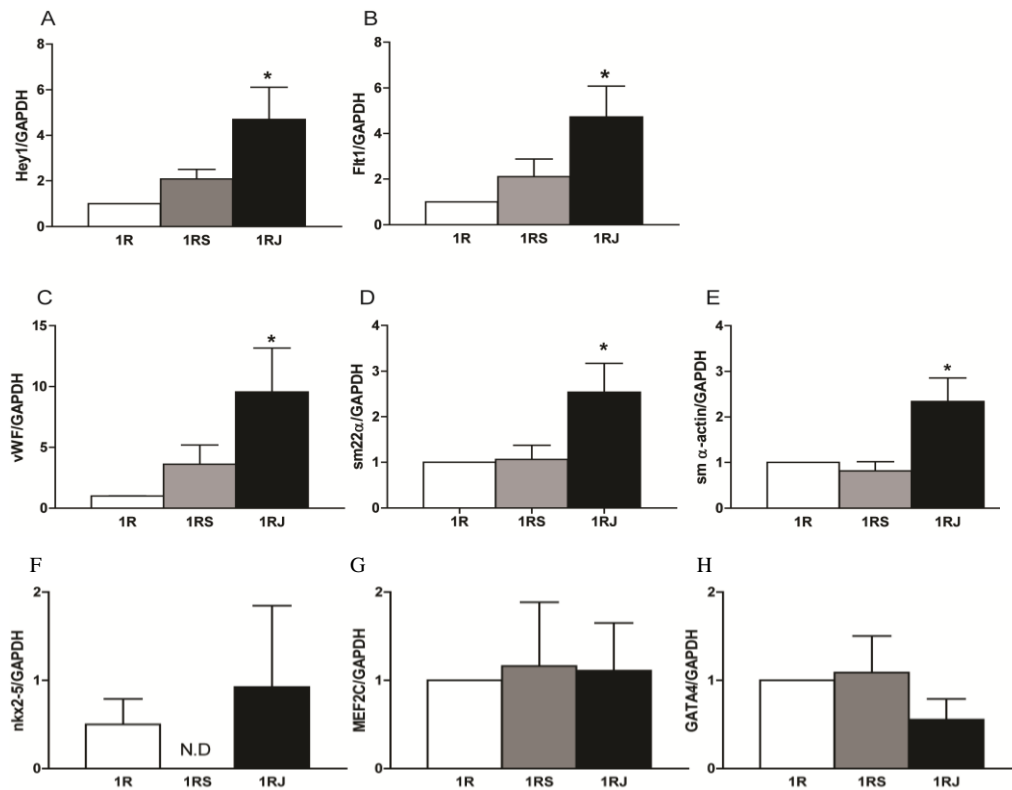 A
Hey1/GAPDH
8
6
4
2
0
*
1R 1RS 1RJ
B
Flt1/GAPDH
8
6
4
2
0
*
1R 1RS 1RJ
C
vWF/GAPDH
15
10
5
0
*
1R 1RS 1RJ
D
sm22α/GAPDH
4
3
2
1
0
*
1R 1RS 1RJ
E
sm α-actin/GAPDH
4
3
2
1
0
*
1R 1RS 1RJ
F
nkx2-5/GAPDH
2
1
0
N.D
1R 1RS 1RJ
G
MEF2C/GAPDH
2
1
0
1R 1RS 1RJ
H
GATA4/GAPDH
2
1
0
1R 1RS 1RJ